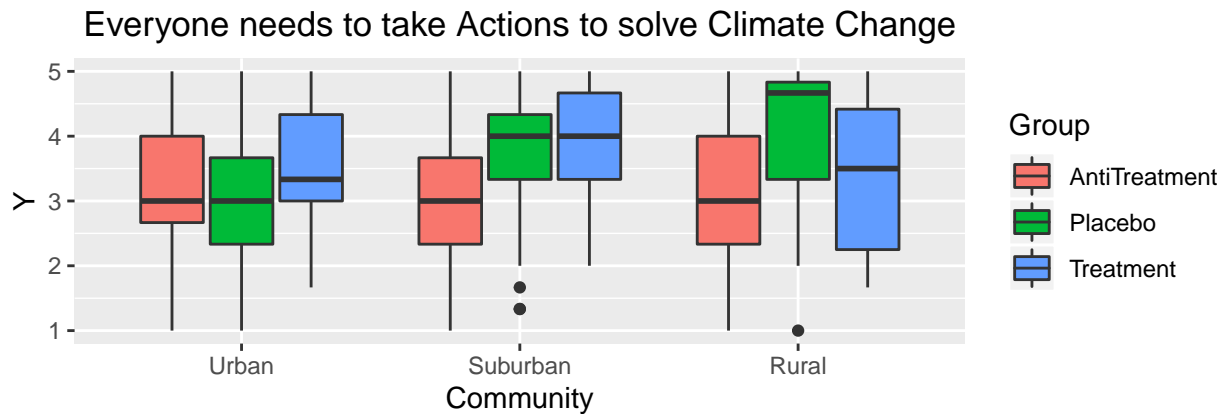 Everyone needs to take Actions to solve Climate Change
5
4
3
2
1
Y
Urban Suburban Rural
Community
Group
AntiTreatment
Placebo
Treatment